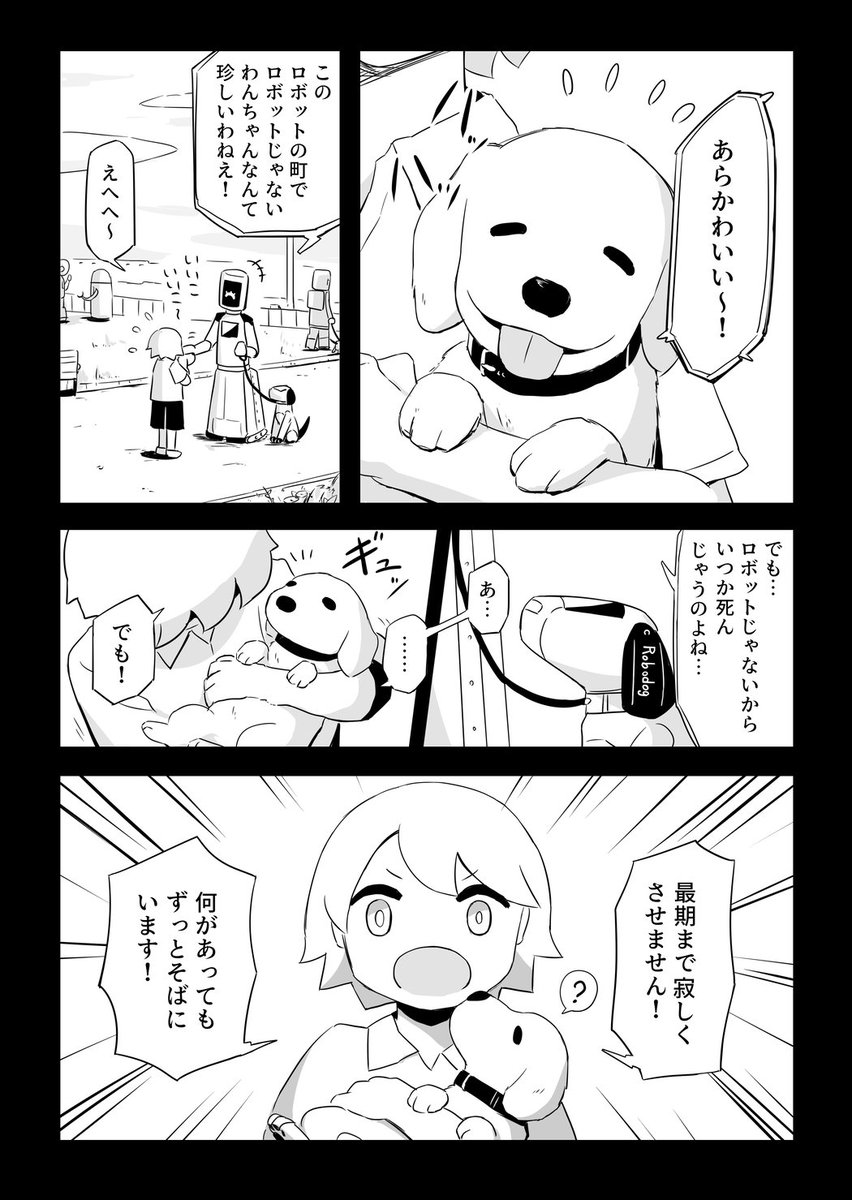 あらかわいい〜！
この
ロボットの町で
ロボットじゃない
わんちゃんなんて
珍しいわねえ！
えへへ〜
いいこ
いいこ〜
でも…
ロボットじゃないから
いつか死ん
じゃうのよね…
c Robodog
あ…
……
ギュッ
でも！
最期まで寂しく
させません！
?
何があっても
ずっとそばに
います！